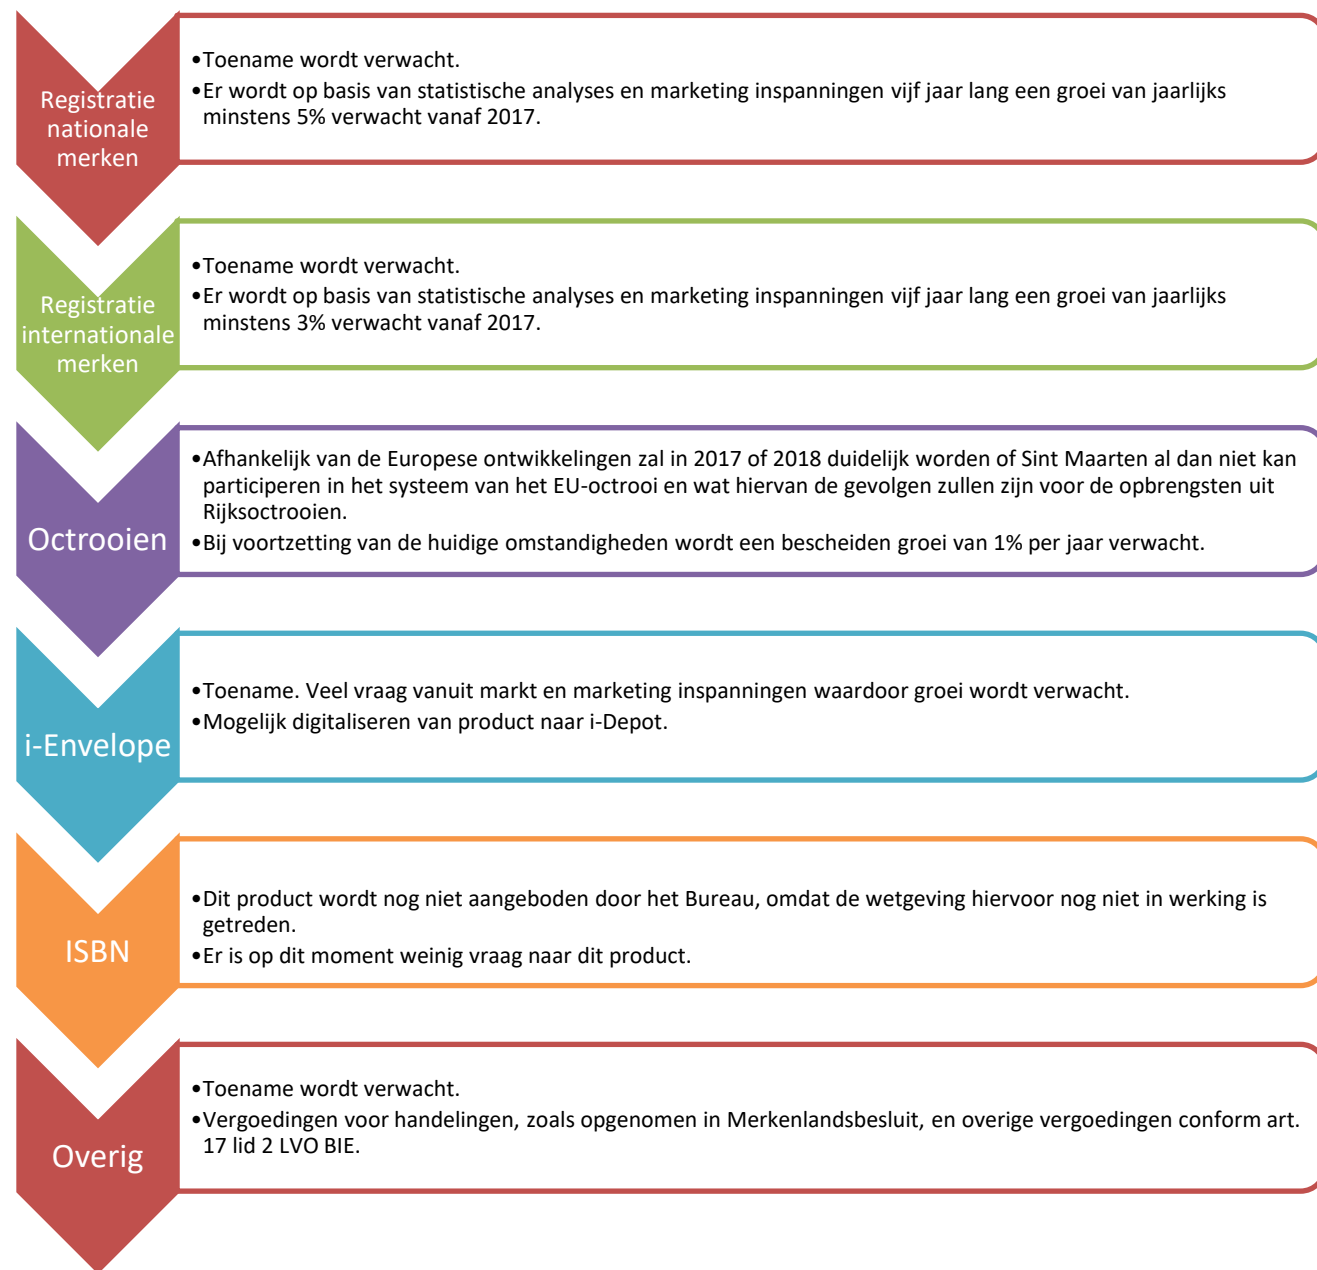 Registratie
nationale
merken
•Toename wordt verwacht.
•Er wordt op basis van statistische analyses en marketing inspanningen vijf jaar lang een groei van jaarlijks
minstens 5% verwacht vanaf 2017.
Registratie
internationale
merken
•Toename wordt verwacht.
•Er wordt op basis van statistische analyses en marketing inspanningen vijf jaar lang een groei van jaarlijks
minstens 3% verwacht vanaf 2017.
Octrooien
•Afhankelijk van de Europese ontwikkelingen zal in 2017 of 2018 duidelijk worden of Sint Maarten al dan niet kan
participeren in het systeem van het EU-octrooi en wat hiervan de gevolgen zullen zijn voor de opbrengsten uit
Rijksoctrooien.
•Bij voortzetting van de huidige omstandigheden wordt een bescheiden groei van 1% per jaar verwacht.
i-Envelope
•Toename. Veel vraag vanuit markt en marketing inspanningen waardoor groei wordt verwacht.
•Mogelijk digitaliseren van product naar i-Depot.
ISBN
•Dit product wordt nog niet aangeboden door het Bureau, omdat de wetgeving hiervoor nog niet in werking is
getreden.
•Er is op dit moment weinig vraag naar dit product.
Overig
•Toename wordt verwacht.
•Vergoedingen voor handelingen, zoals opgenomen in Merkenlandsbesluit, en overige vergoedingen conform art.
17 lid 2 LVO BIE.